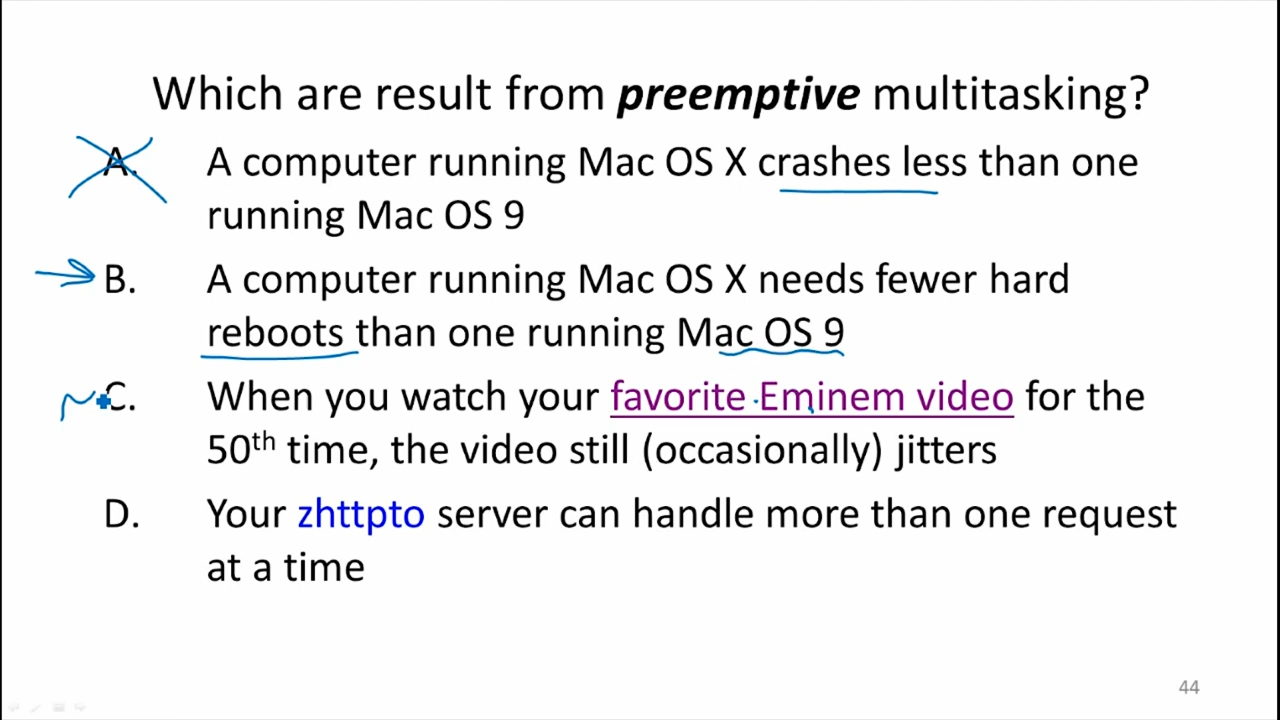 Which are result from preemptive multitasking?
A. A computer running Mac OS X crashes less than one
running Mac OS 9
B. A computer running Mac OS X needs fewer hard
reboots than one running Mac OS 9
C. When you watch your favorite Eminem video for the
50th time, the video still (occasionally) jitters
D. Your zhttpto server can handle more than one request
at a time
44